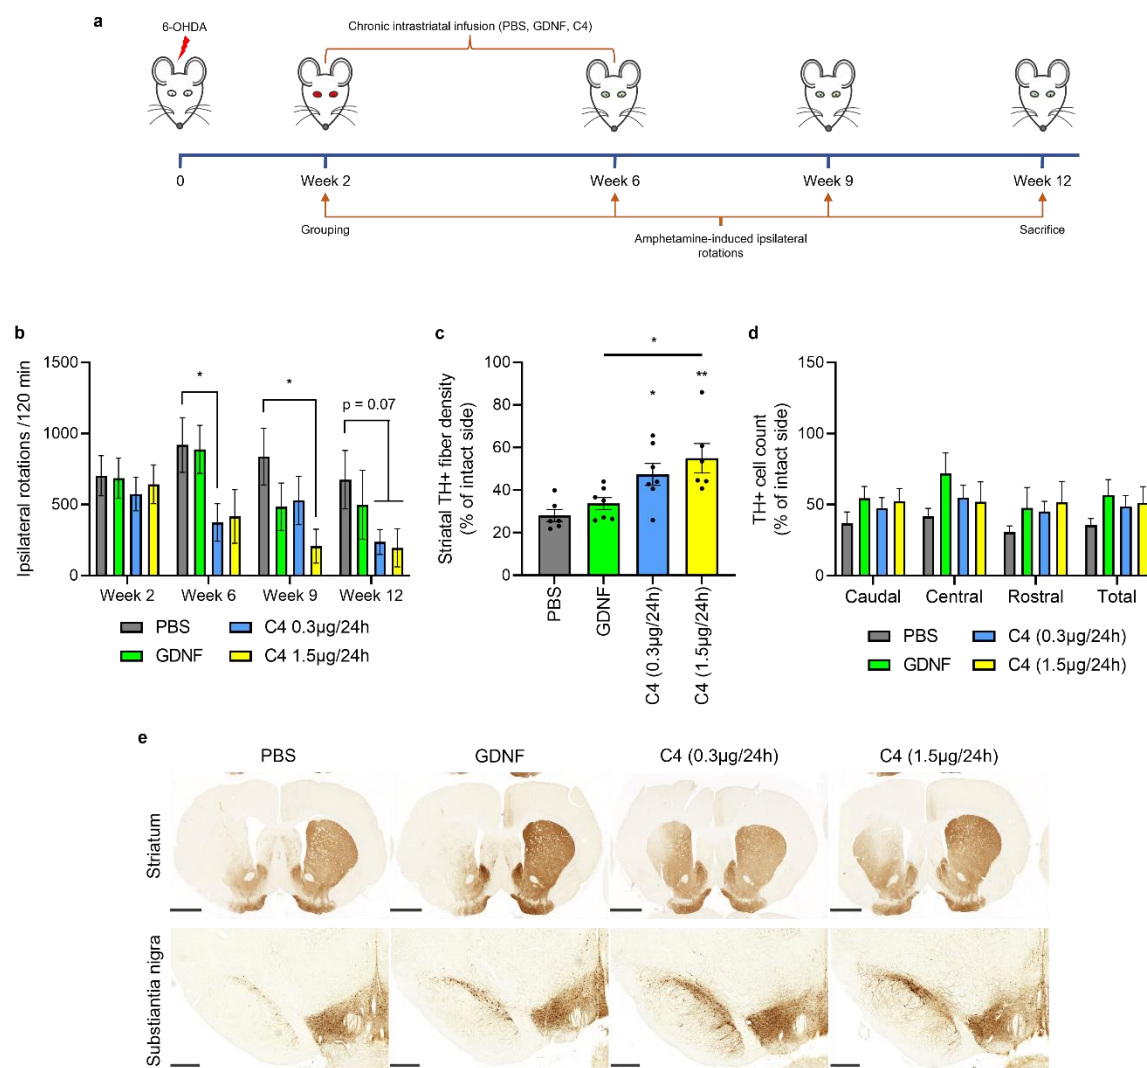 a
6-OHDA
Chronic intrastriatal infusion (PBS, GDNF, C4)
0
Week 2
Week 6
Week 9
Week 12
Grouping
Amphetamine-induced ipsilateral
rotations
Sacrifice
b
Ipsilateral rotations /120 min
1500
1000
500
0
*
*
p = 0.07
Week 2
Week 6
Week 9
Week 12
PBS
C4 0.3µg/24h
GDNF
C4 1.5µg/24h
c
Striatal TH+ fiber density
(% of intact side)
100
80
60
40
20
0
*
*
**
PBS
GDNF
C4 (0.3µg/24h)
C4 (1.5µg/24h)
d
TH+ cell count
(% of intact side)
150
100
50
0
Caudal
Central
Rostral
Total
PBS
C4 (0.3µg/24h)
GDNF
C4 (1.5µg/24h)
e
PBS
GDNF
C4 (0.3µg/24h)
C4 (1.5µg/24h)
Striatum
Substiantia nigra